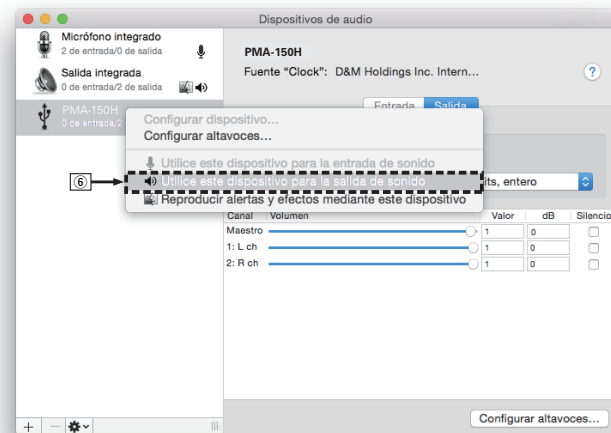 Dispositivos de audio
Micrófono integrado
2 de entrada/0 de salida
Salida integrada
0 de entrada/2 de salida
PMA-150H
0 de entrada/2
PMA-150H
Fuente “Clock”: D&M Holdings Inc. Intern...
?
Entrada Salida
Configurar dispositivo...
Configurar altavoces...
Utilice este dispositivo para la entrada de sonido
⑥ Utilice este dispositivo para la salida de sonido
Reproducir alertas y efectos mediante este dispositivo
its, entero
Canal Volumen Valor dB Silencio
Maestro 1 0
1: L ch 1 0
2: R ch 1 0
Configurar altavoces...